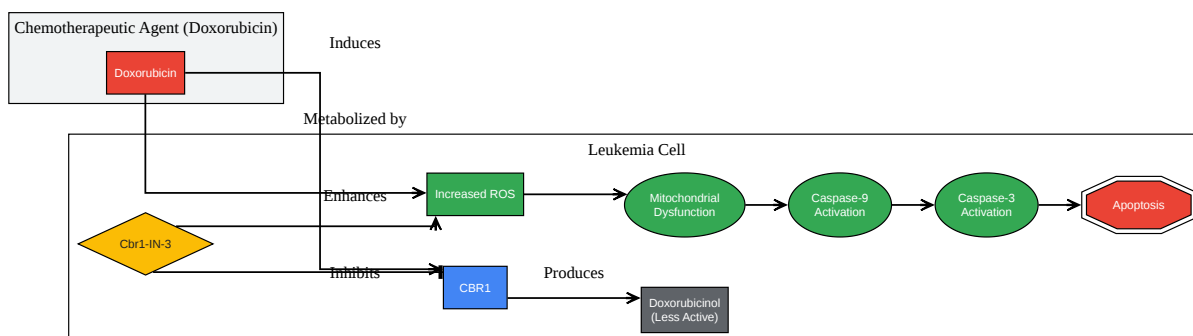 Chemotherapeutic Agent (Doxorubicin)
Induces
Doxorubicin
Metabolized by
Leukemia Cell
Enhances
Increased ROS
Mitochondrial
Dysfunction
Caspase-9
Activation
Caspase-3
Activation
Apoptosis
Cbr1-IN-3
Inhibits
CBR1
Produces
Doxorubicinol
(Less Active)